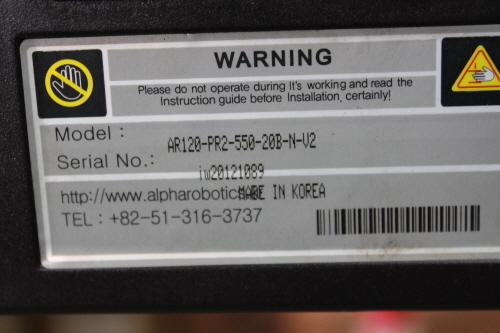 WARNING
Please do not operate during It's working and read the
Instruction guide before Installation, certainly!
Model : AR120-PR2-550-20B-N-V2
Serial No.: iw20121089
http://www.alpharobotics MADE IN KOREA
TEL : +82-51-316-3737